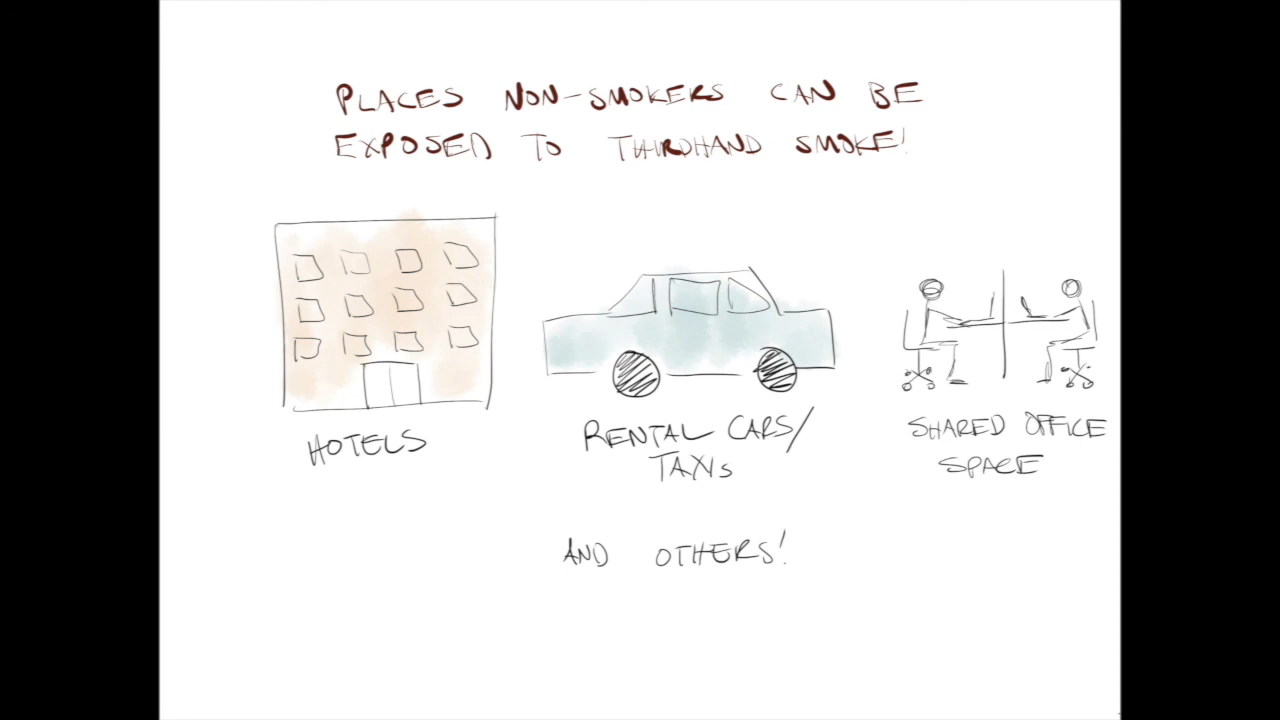 PLACES NON-SMOKERS CAN BE
EXPOSED TO THIRDHAND SMOKE!
HOTELS
RENTAL CARS/
TAXIS
SHARED OFFICE
SPACE
AND OTHERS!